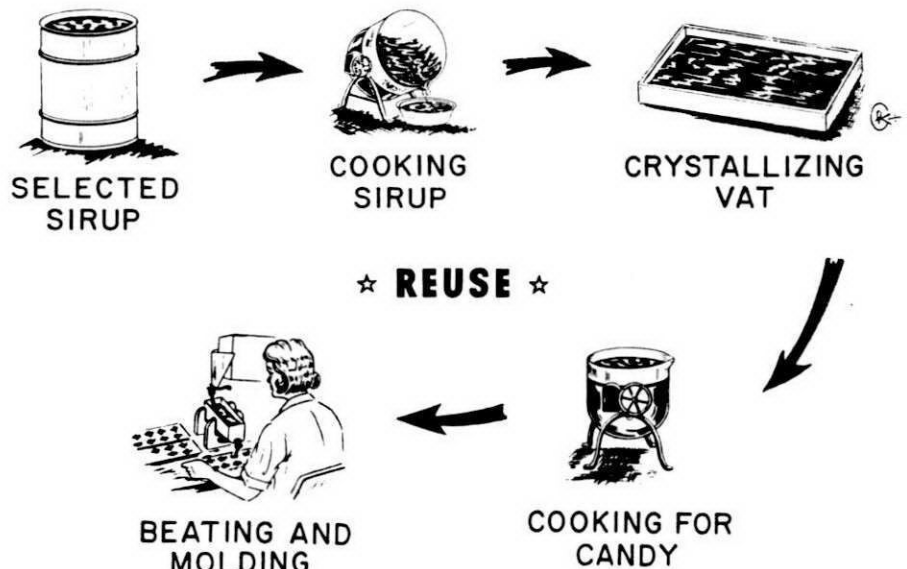 SELECTED
SIRUP
COOKING
SIRUP
CRYSTALLIZING
VAT
☆ REUSE ☆
COOKING FOR
CANDY
BEATING AND
MOLDING